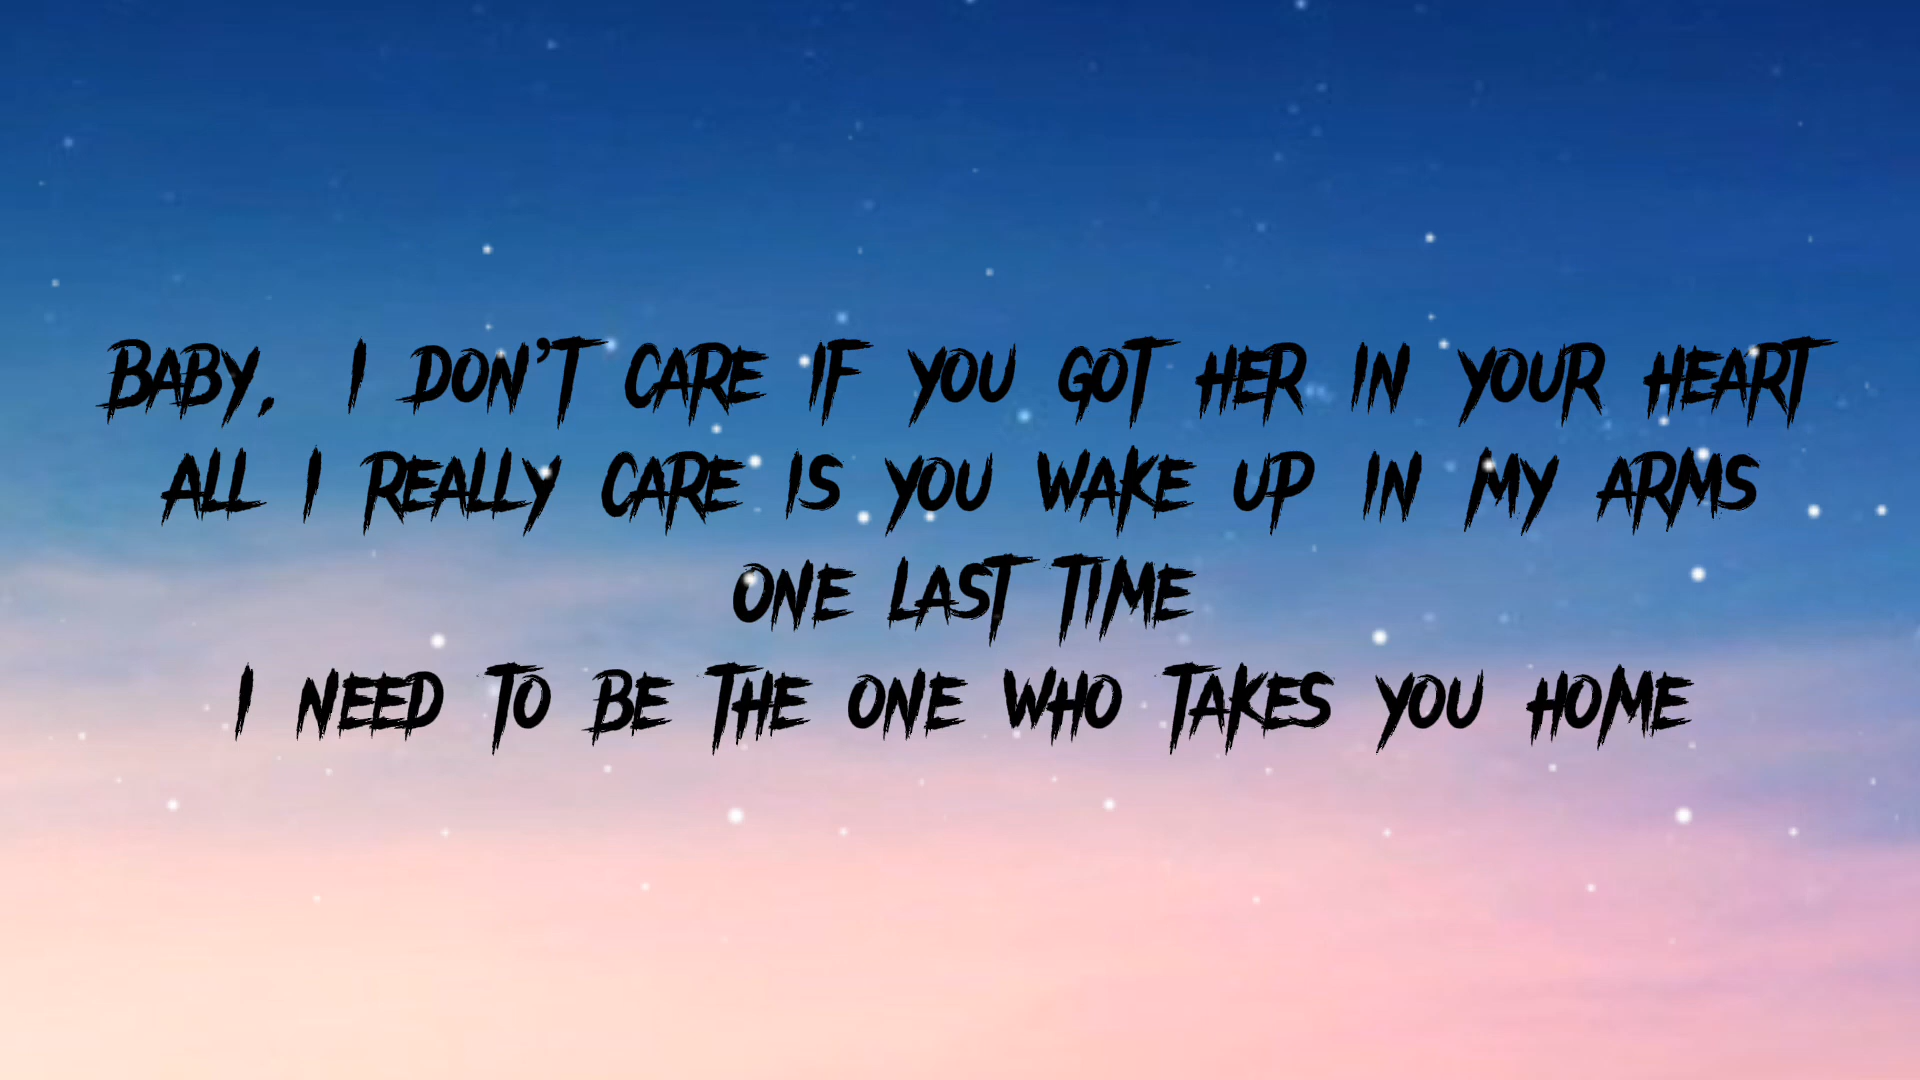 BABY, I DON'T CARE IF YOU GOT HER IN YOUR HEART
ALL I REALLY CARE IS YOU WAKE UP IN MY ARMS
ONE LAST TIME
I NEED TO BE THE ONE WHO TAKES YOU HOME